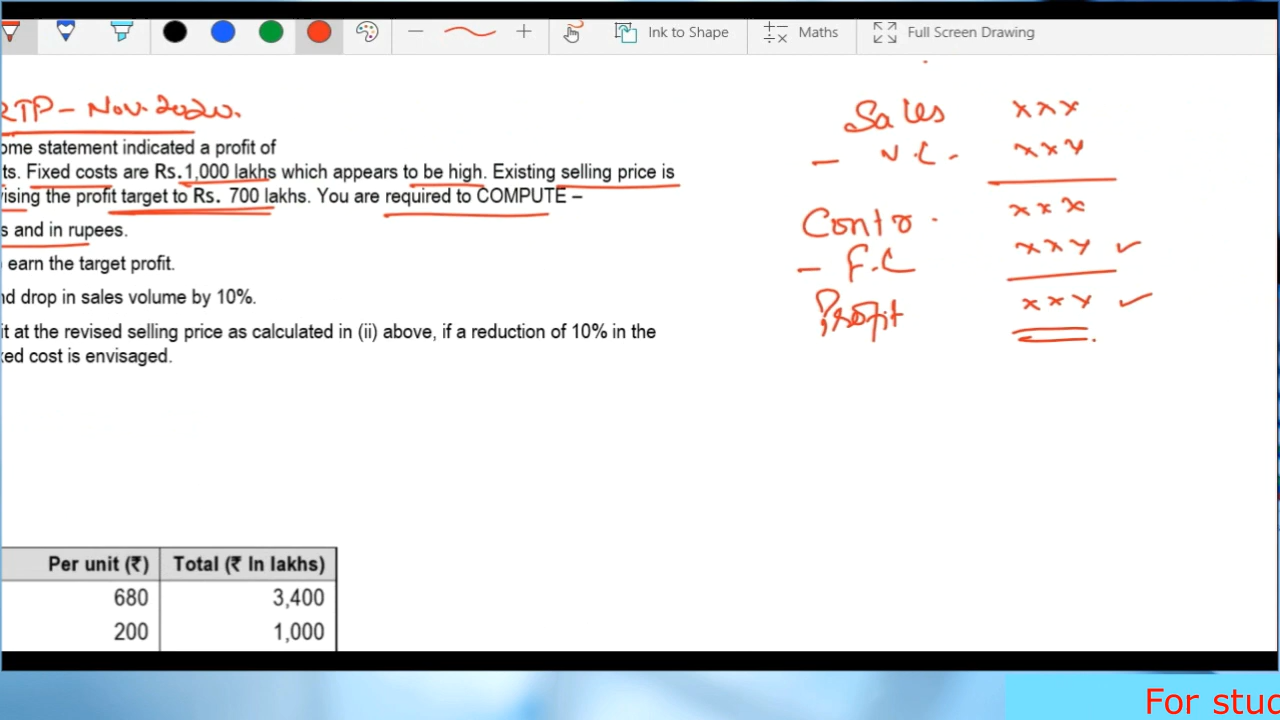 Ink to Shape
Maths
Full Screen Drawing
RTP - Nov. 2020.
ome statement indicated a profit of
ts. Fixed costs are Rs.1,000 lakhs which appears to be high. Existing selling price is
ising the profit target to Rs. 700 lakhs. You are required to COMPUTE –
s and in rupees.
earn the target profit.
nd drop in sales volume by 10%.
it at the revised selling price as calculated in (ii) above, if a reduction of 10% in the
ed cost is envisaged.
Sales xxx
- V.C. xxx
Contro. xxx
- F.C xxx ✓
Profit xxx ✓
Per unit (₹) Total (₹ In lakhs)
680 3,400
200 1,000
For stud